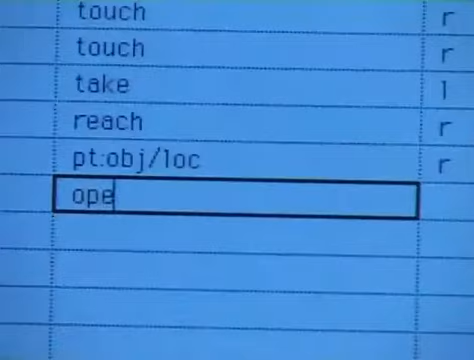 touch r
touch r
take l
reach r
pt:obj/loc r
ope